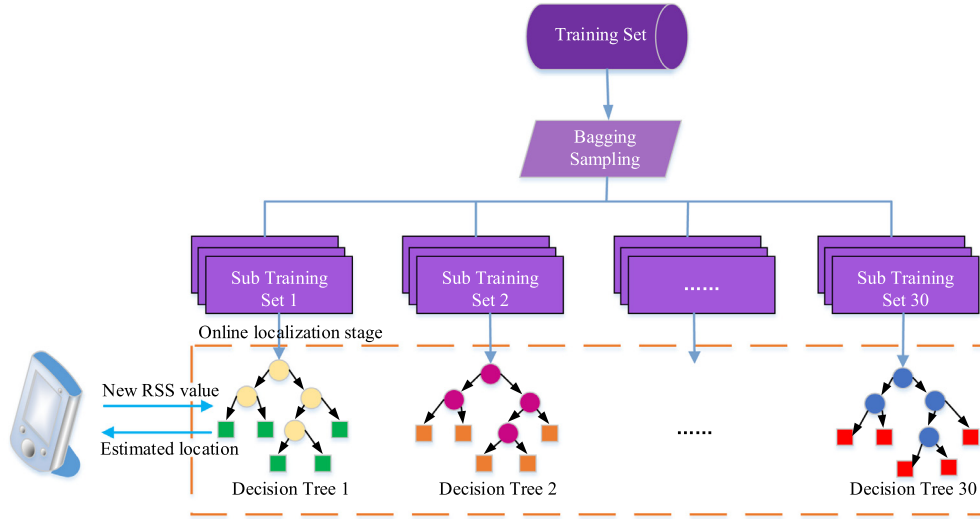 Training Set
Bagging
Sampling
Sub Training
Set 1
Sub Training
Set 2
......
Sub Training
Set 30
Online localization stage
New RSS value
Estimated location
......
Decision Tree 1
Decision Tree 2
Decision Tree 30